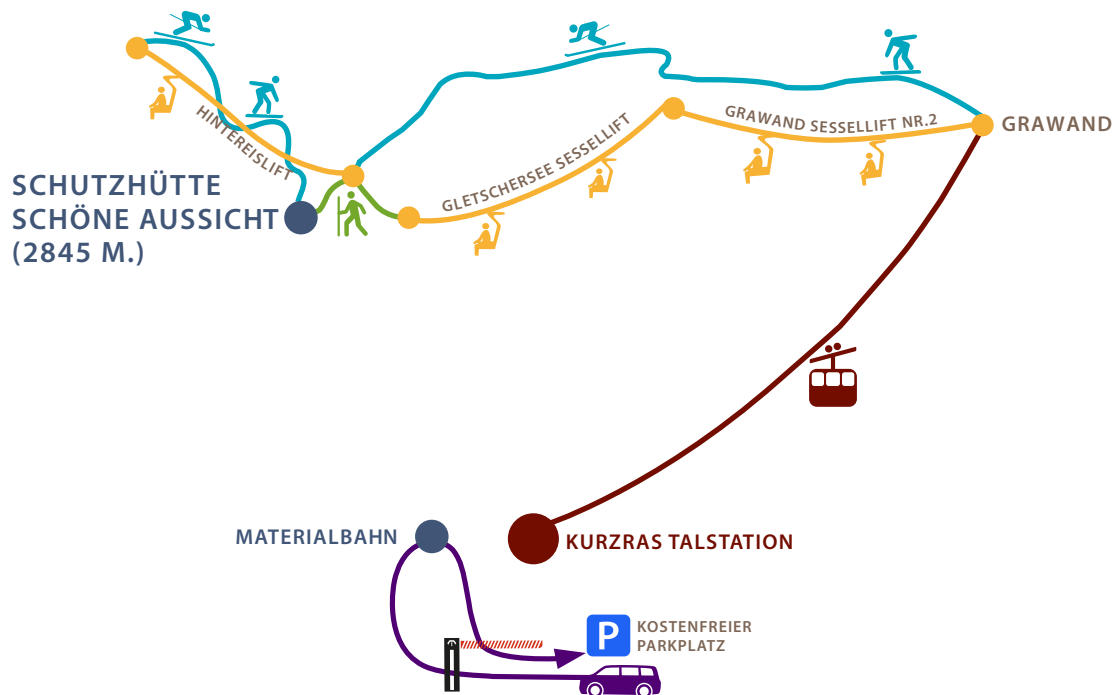 HINTEREISLIFT
GLETSCHERSEE SESSELLIFT
GRAWAND SESSELLIFT NR.2
GRAWAND
SCHUTZHÜTTE
SCHÖNE AUSSICHT
(2845 M.)
MATERIALBAHN
KURZRAS TALSTATION
P
KOSTENFREIER
PARKPLATZ